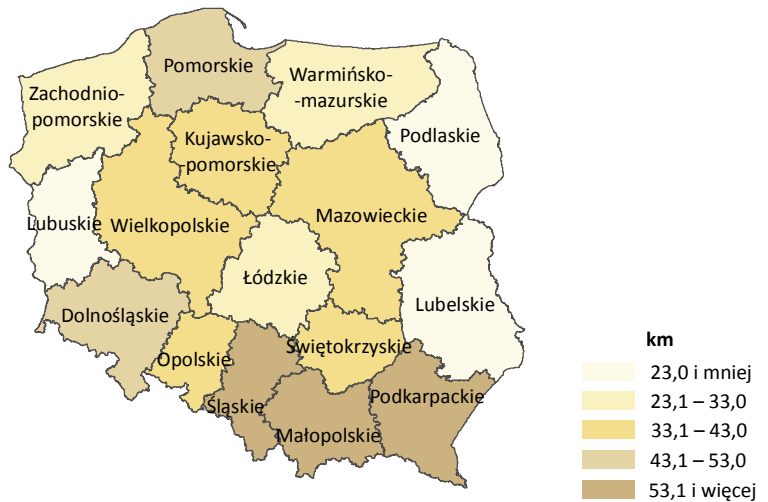 Pomorskie
Warmińsko-
-mazurskie
Zachodnio-
pomorskie
Podlaskie
Kujawsko-
-pomorskie
Lubuskie
Wielkopolskie
Mazowieckie
Łódzkie
Lubelskie
Dolnośląskie
Opolskie
Świętokrzyskie
Śląskie
Małopolskie
Podkarpackie
km
23,0 i mniej
23,1 – 33,0
33,1 – 43,0
43,1 – 53,0
53,1 i więcej